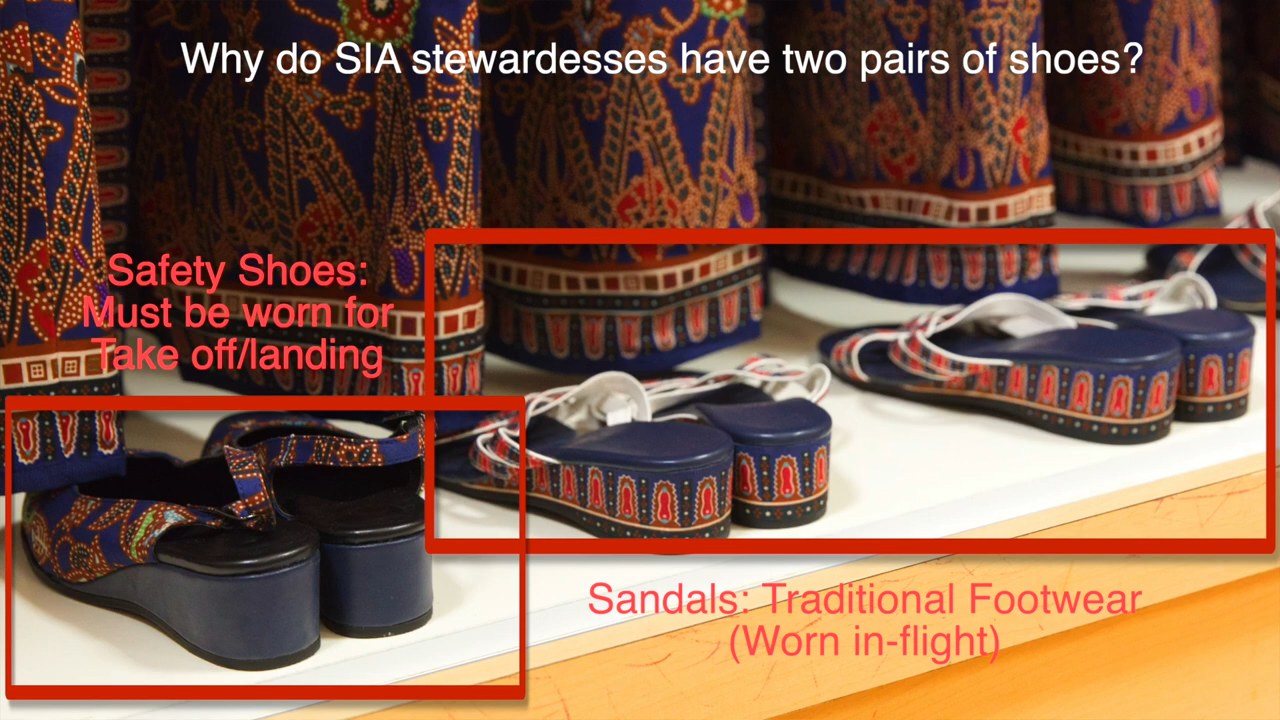 Why do SIA stewardesses have two pairs of shoes?
Safety Shoes:
Must be worn for
Take off/landing
Sandals: Traditional Footwear
(Worn in-flight)